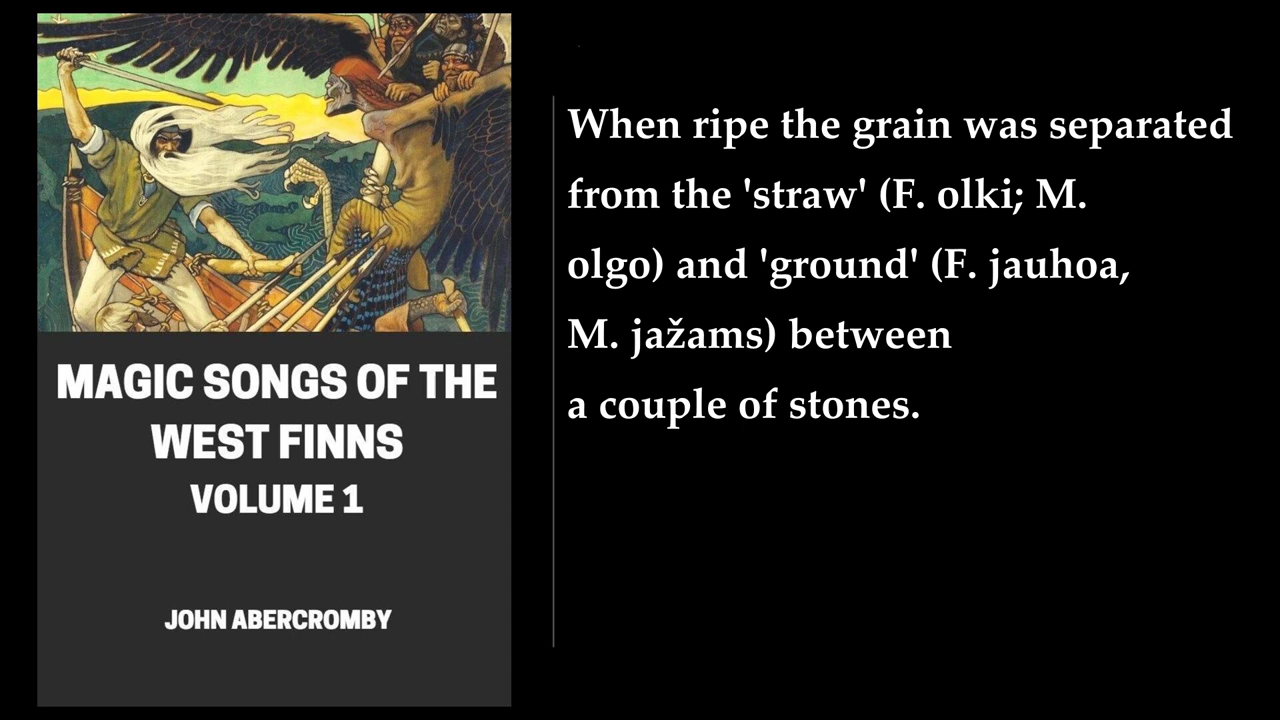 MAGIC SONGS OF THE
WEST FINNS
VOLUME 1
JOHN ABERCROMBY
When ripe the grain was separated
from the 'straw' (F. olki; M.
olgo) and 'ground' (F. jauhoa,
M. jažams) between
a couple of stones.